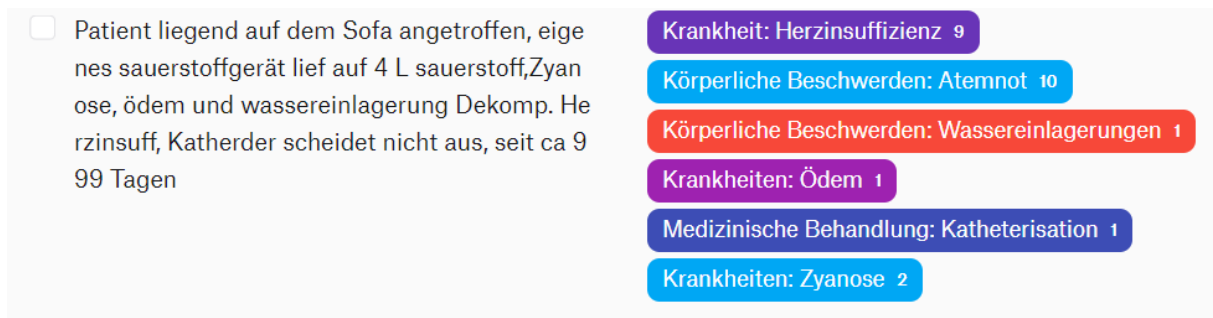 Patient liegend auf dem Sofa angetroffen, eige
nes sauerstoffgerät lief auf 4 L sauerstoff,Zyan
ose, ödem und wassereinlagerung Dekomp. He
rzinsuff, Katherder scheidet nicht aus, seit ca 9
99 Tagen
Krankheit: Herzinsuffizienz 9
Körperliche Beschwerden: Atemnot 10
Körperliche Beschwerden: Wassereinlagerungen 1
Krankheiten: Ödem 1
Medizinische Behandlung: Katheterisation 1
Krankheiten: Zyanose 2